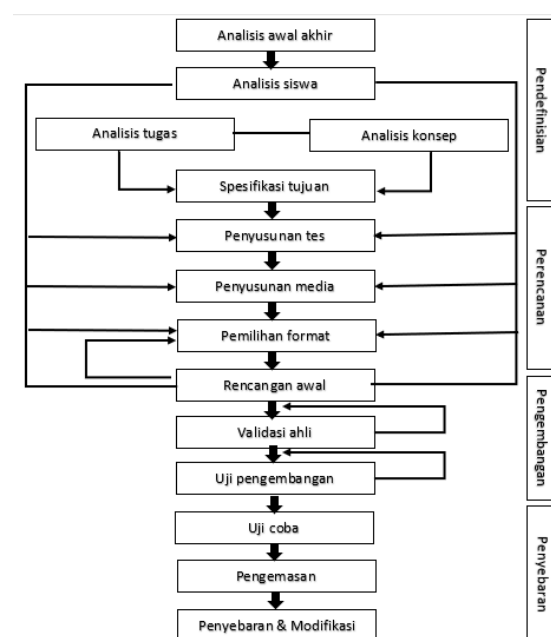 Analisis awal akhir
Analisis siswa
Analisis tugas
Analisis konsep
Spesifikasi tujuan
Penyusunan tes
Penyusunan media
Pemilihan format
Rencangan awal
Validasi ahli
Uji pengembangan
Uji coba
Pengemasan
Penyebaran & Modifikasi
Pendefinisian
Perencanan
Pengembangan
Penyebaran